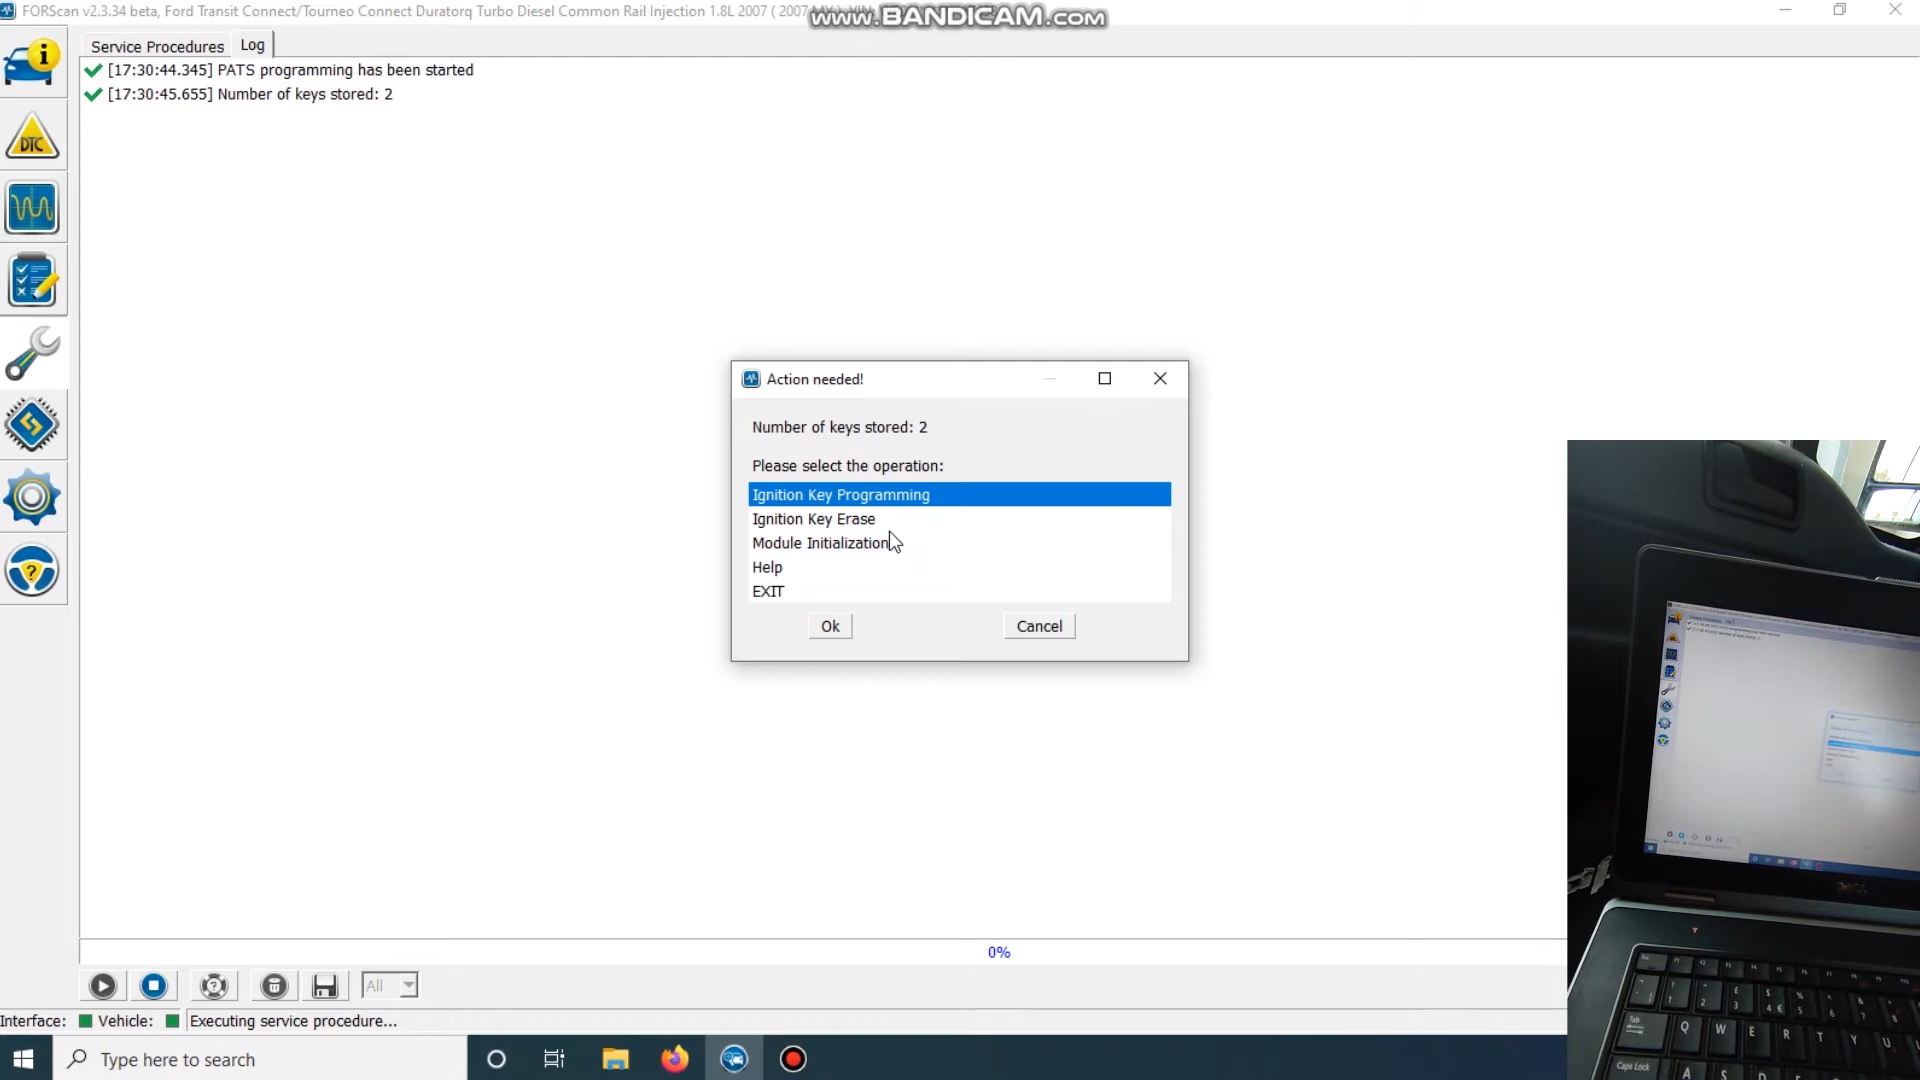 FORScan v2.3.34 beta, Ford Transit Connect/Tourneo Connect Duratorq Turbo Diesel Common Rail Injection 1.8L 2007 ( 2007
www.BANDICAM.com
Service Procedures Log
[17:30:44.345] PATS programming has been started
[17:30:45.655] Number of keys stored: 2
DTC
Action needed!
Number of keys stored: 2
Please select the operation:
Ignition Key Programming
Ignition Key Erase
Module Initialization
Help
EXIT
Ok Cancel
0%
All
Interface: Vehicle: Executing service procedure...
Type here to search
Tab
Q W E R T Y U
Caps Lock A S D F G H